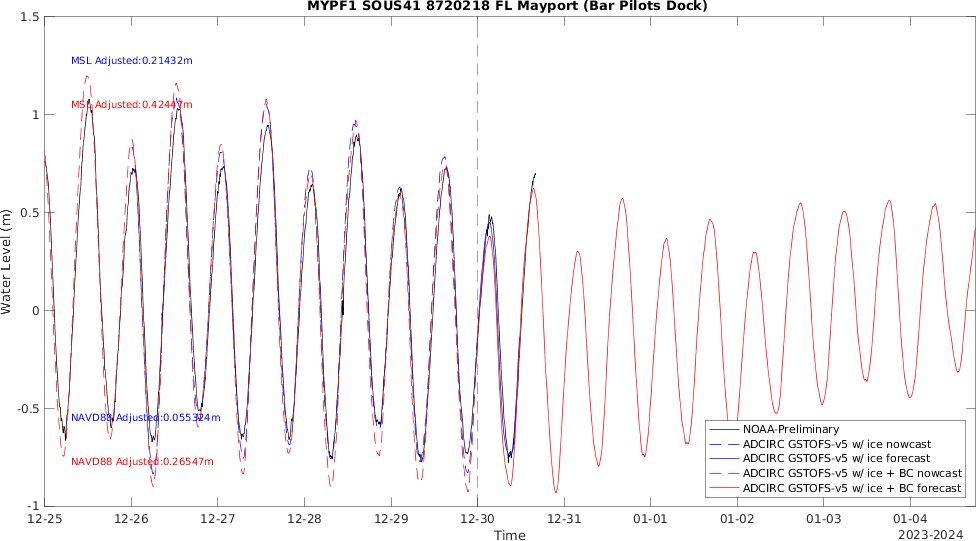 MYPF1 SOUS41 8720218 FL Mayport (Bar Pilots Dock)
1.5
1
0.5
0
-0.5
-1
Water Level (m)
MSL Adjusted:0.21432m
MSL Adjusted:0.42447m
NAVD88 Adjusted:0.055324m
NAVD88 Adjusted:0.26547m
NOAA-Preliminary
ADCIRC GSTOFS-v5 w/ ice nowcast
ADCIRC GSTOFS-v5 w/ ice forecast
ADCIRC GSTOFS-v5 w/ ice + BC nowcast
ADCIRC GSTOFS-v5 w/ ice + BC forecast
12-25 12-26 12-27 12-28 12-29 12-30 12-31 01-01 01-02 01-03 01-04
Time
2023-2024